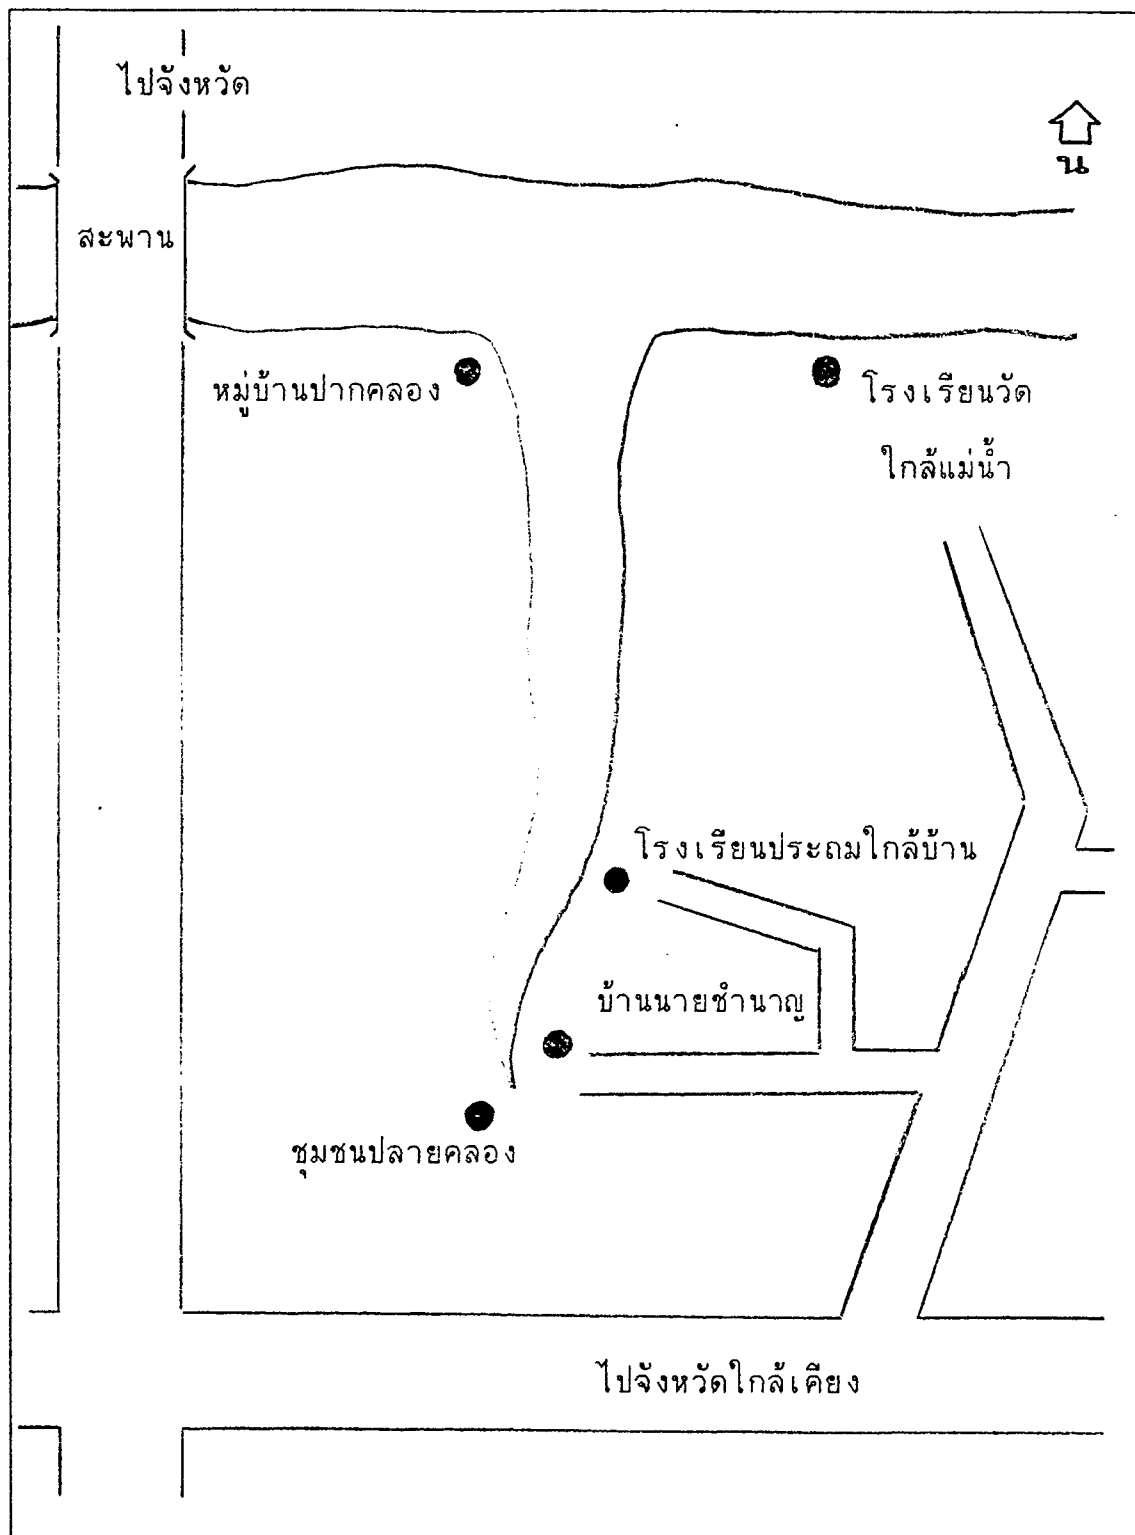 ไปจังหวัด
น
สะพาน
หมู่บ้านปากคลอง
โรงเรียนวัด
ใกล้แม่น้ำ
โรงเรียนประถมใกล้บ้าน
บ้านนายชำนาญ
ชุมชนปลายคลอง
ไปจังหวัดใกล้เคียง